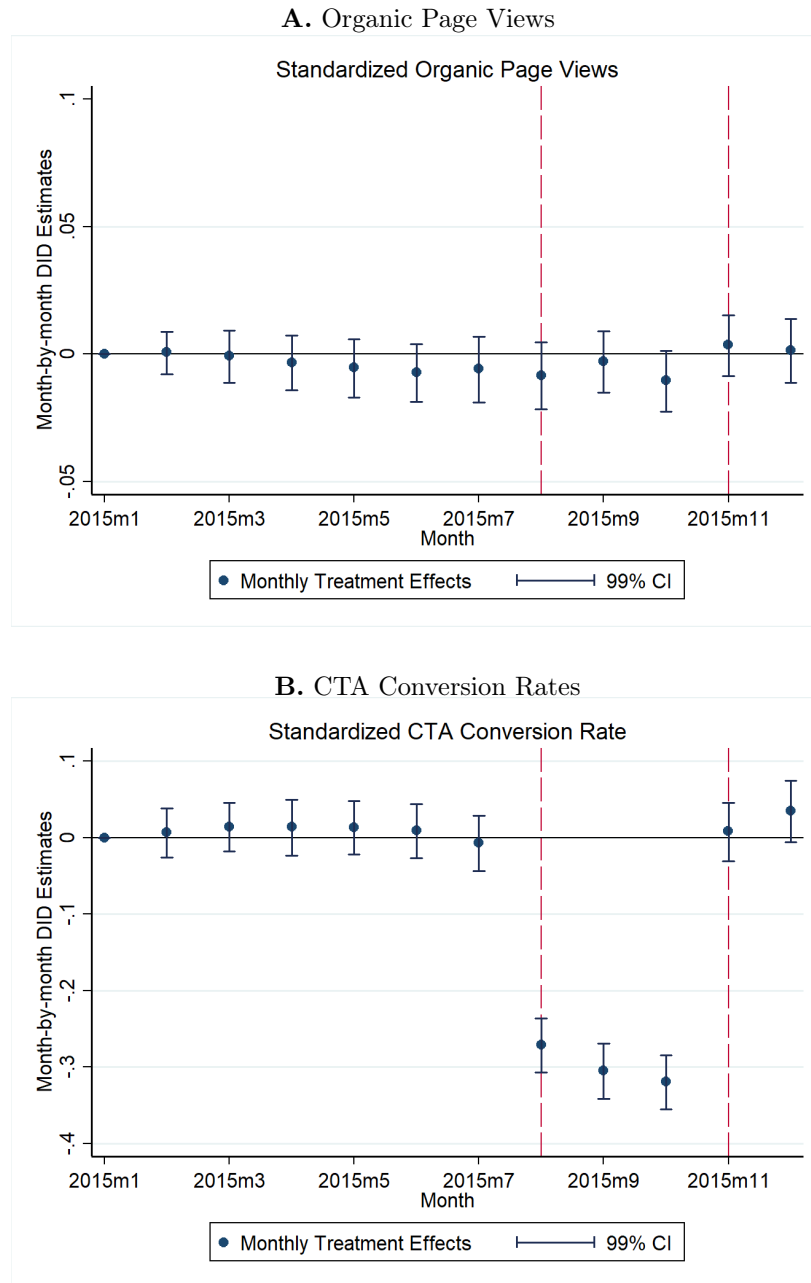 A. Organic Page Views
Standardized Organic Page Views
Month-by-month DID Estimates
.1
.05
0
-.05
2015m1 2015m3 2015m5 2015m7 2015m9 2015m11
Month
Monthly Treatment Effects 99% CI
B. CTA Conversion Rates
Standardized CTA Conversion Rate
Month-by-month DID Estimates
.1
0
-.1
-.2
-.3
-.4
2015m1 2015m3 2015m5 2015m7 2015m9 2015m11
Month
Monthly Treatment Effects 99% CI